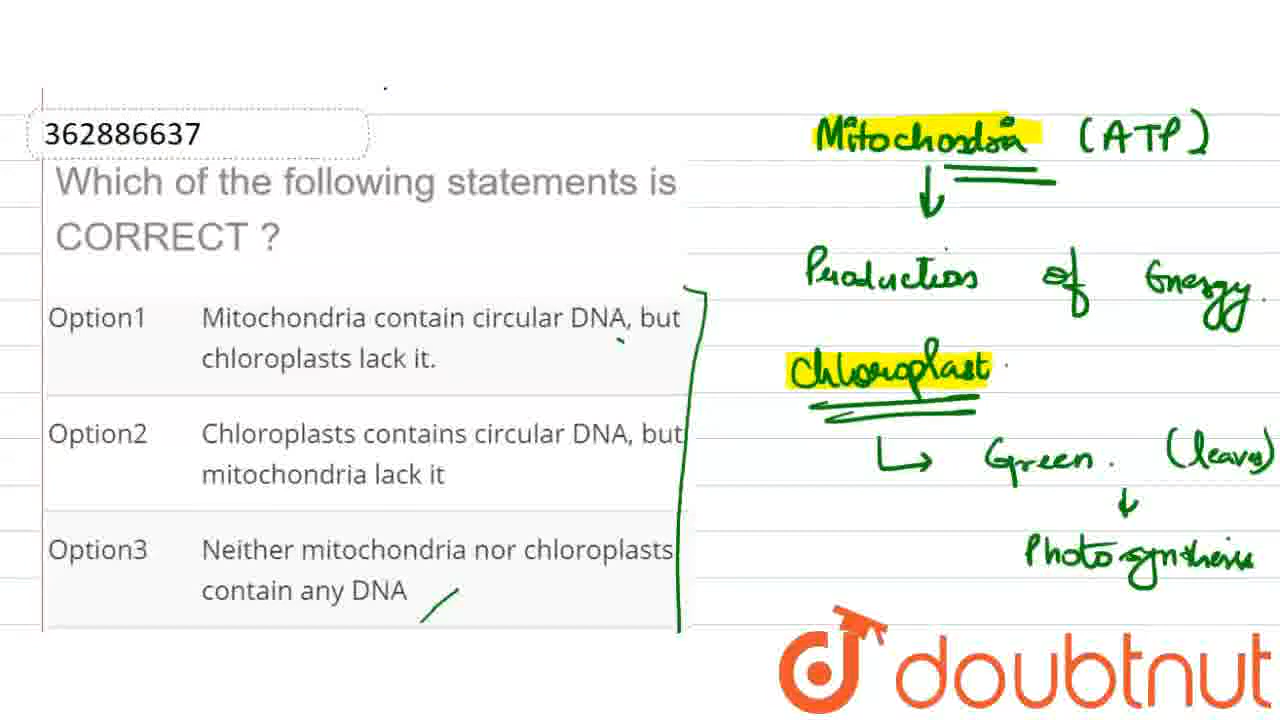 362886637
Which of the following statements is
CORRECT ?
Option1 Mitochondria contain circular DNA, but
chloroplasts lack it.
Option2 Chloroplasts contains circular DNA, but
mitochondria lack it
Option3 Neither mitochondria nor chloroplasts
contain any DNA
Mitochondria (ATP)
Production of Energy.
Chloroplast
Green. (leaves)
Photosynthesis
doubtnut